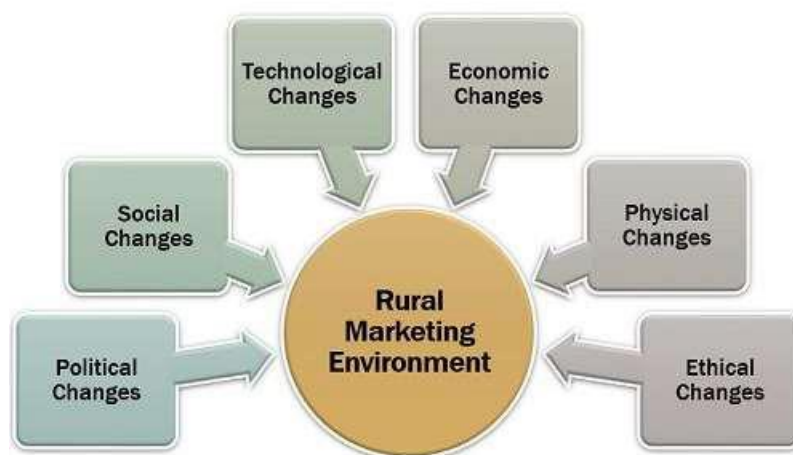 Technological
Changes
Economic
Changes
Social
Changes
Physical
Changes
Rural
Marketing
Environment
Political
Changes
Ethical
Changes